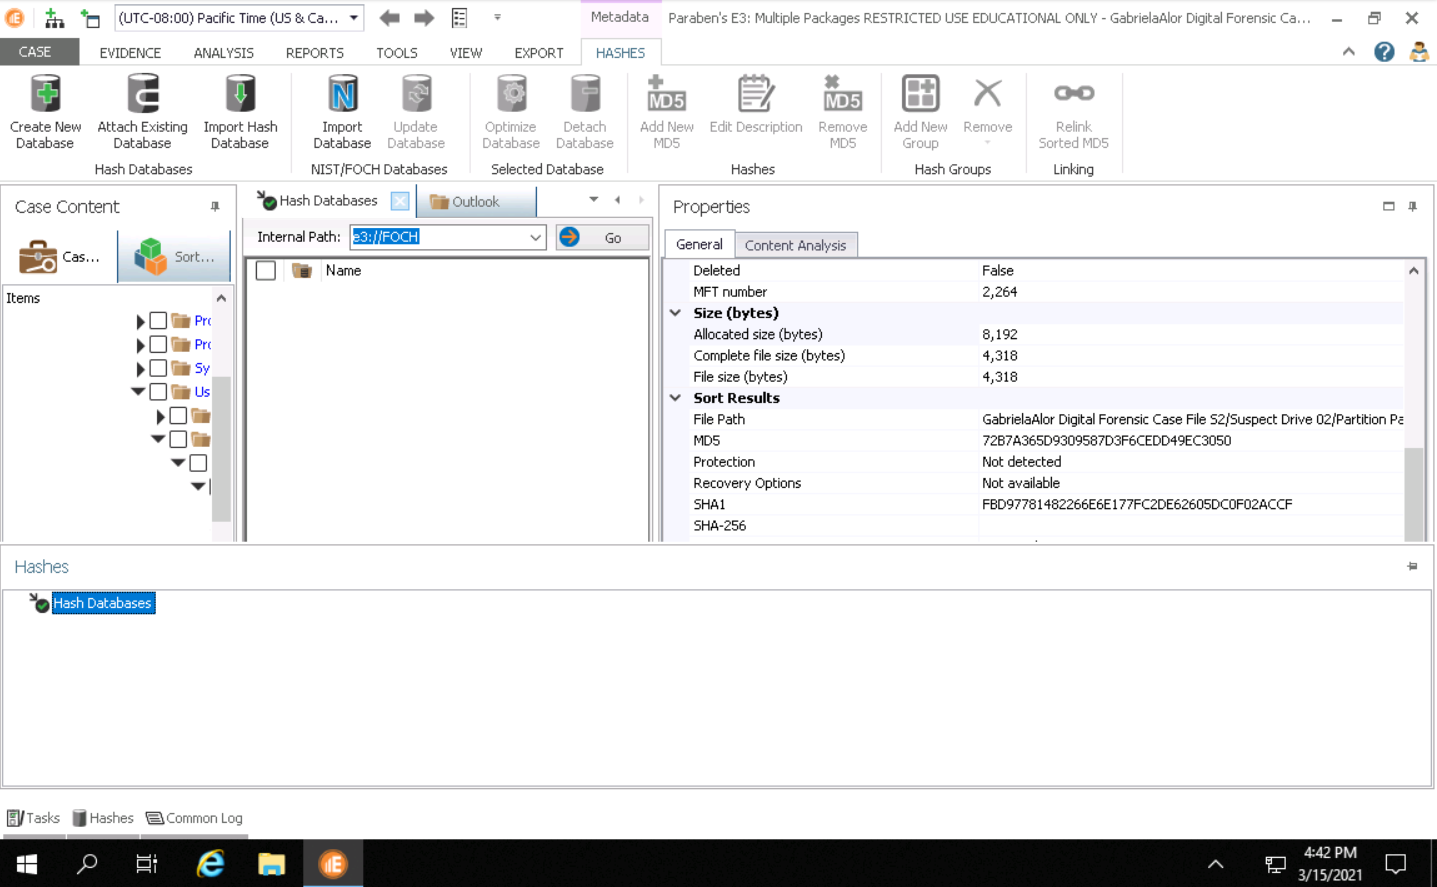 (UTC-08:00) Pacific Time (US & Ca...
Metadata
Paraben's E3: Multiple Packages RESTRICTED USE EDUCATIONAL ONLY - GabrielaAlor Digital Forensic Ca...
CASE EVIDENCE ANALYSIS REPORTS TOOLS VIEW EXPORT HASHES
Create New Database
Attach Existing Database
Import Hash Database
Hash Databases
Import Database
Update Database
NIST/FOCH Databases
Optimize Database
Detach Database
Selected Database
Add New MD5
Edit Description
Remove MD5
Hashes
Add New Group
Remove
Hash Groups
Relink Sorted MD5
Linking
Case Content
Cas...
Sort...
Items
Pro
Pro
Sy
Us
Hash Databases
Outlook
Internal Path: e3://FOCH Go
Name
Properties
General Content Analysis
Deleted False
MFT number 2,264
Size (bytes)
Allocated size (bytes) 8,192
Complete file size (bytes) 4,318
File size (bytes) 4,318
Sort Results
File Path GabrielaAlor Digital Forensic Case File S2/Suspect Drive 02/Partition Pa
MD5 72B7A365D9309587D3F6CEDD49EC3050
Protection Not detected
Recovery Options Not available
SHA1 FBD97781482266E6E177FC2DE62605DC0F02ACCF
SHA-256
Hashes
Hash Databases
Tasks Hashes Common Log
4:42 PM
3/15/2021